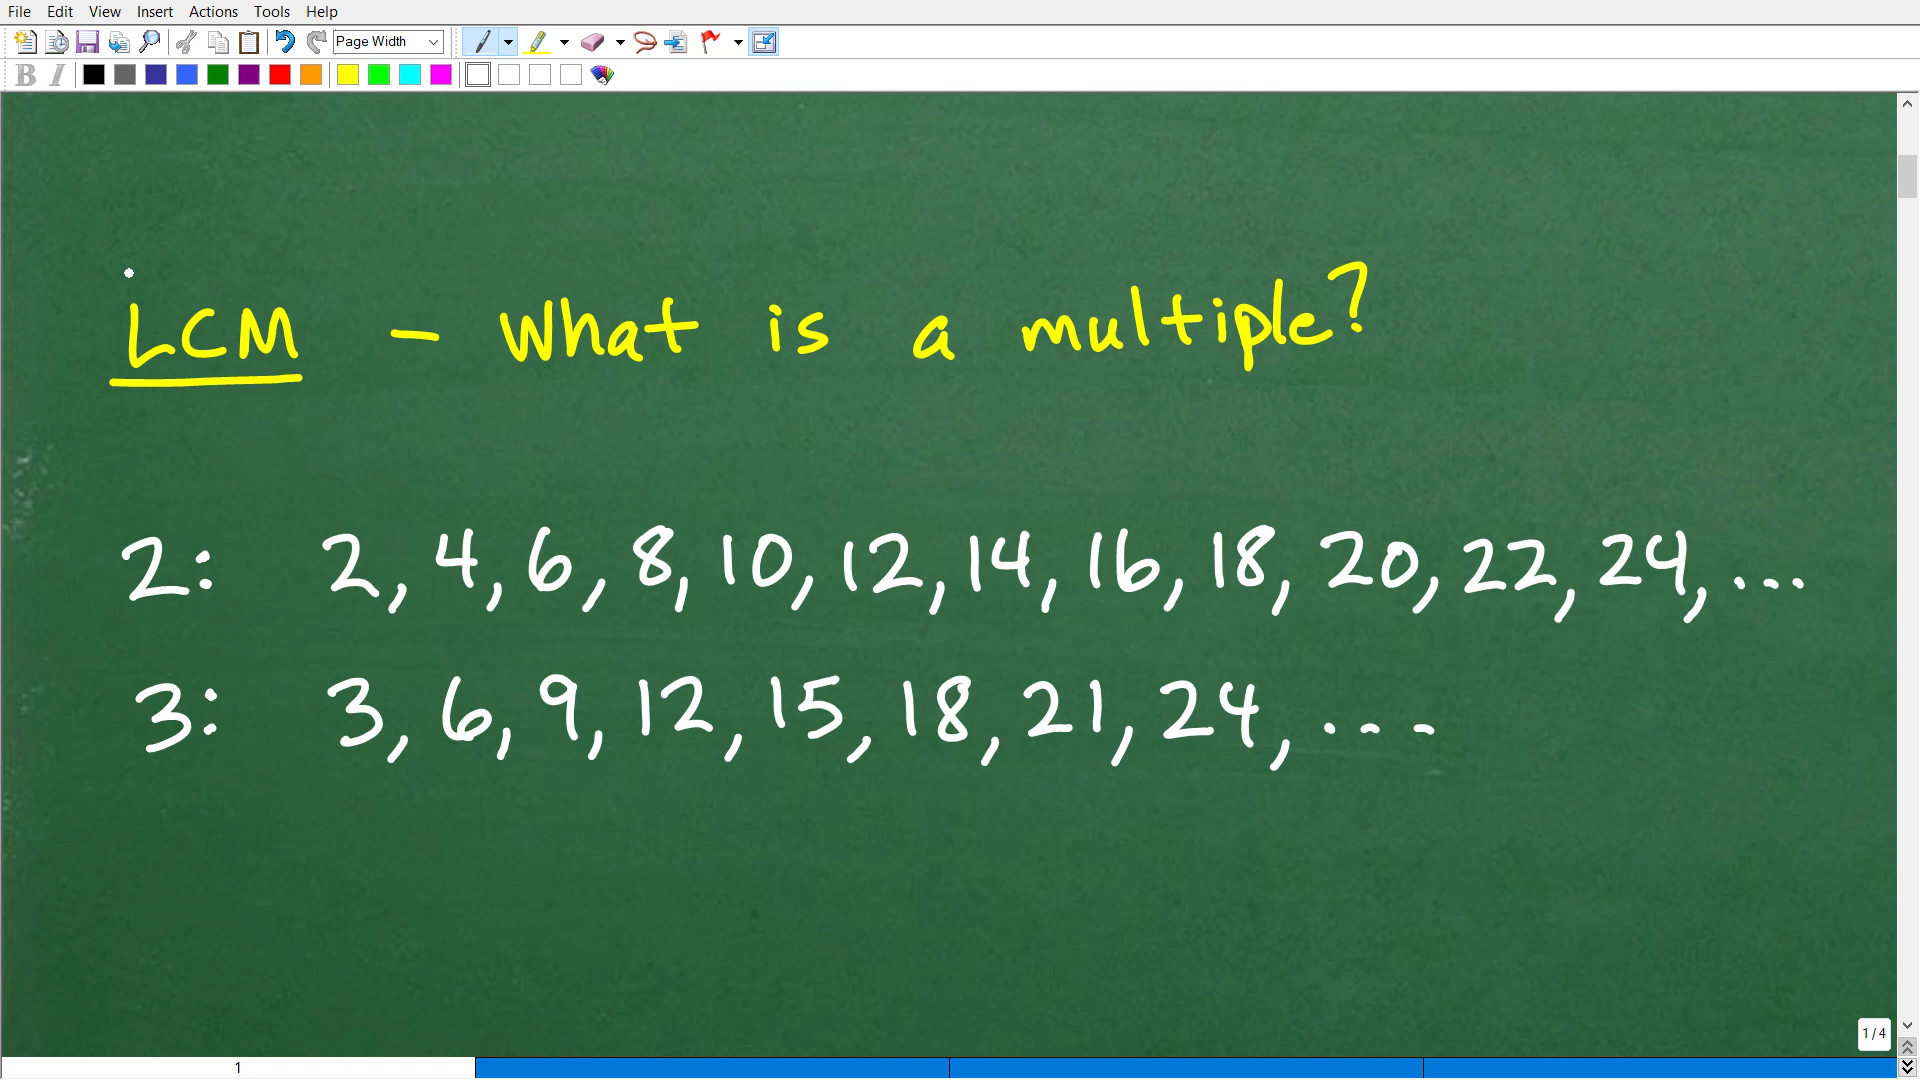 File Edit View Insert Actions Tools Help
Page Width
B I
LCM - What is a multiple?
2: 2, 4, 6, 8, 10, 12, 14, 16, 18, 20, 22, 24, ...
3: 3, 6, 9, 12, 15, 18, 21, 24, ...
1 / 4
1